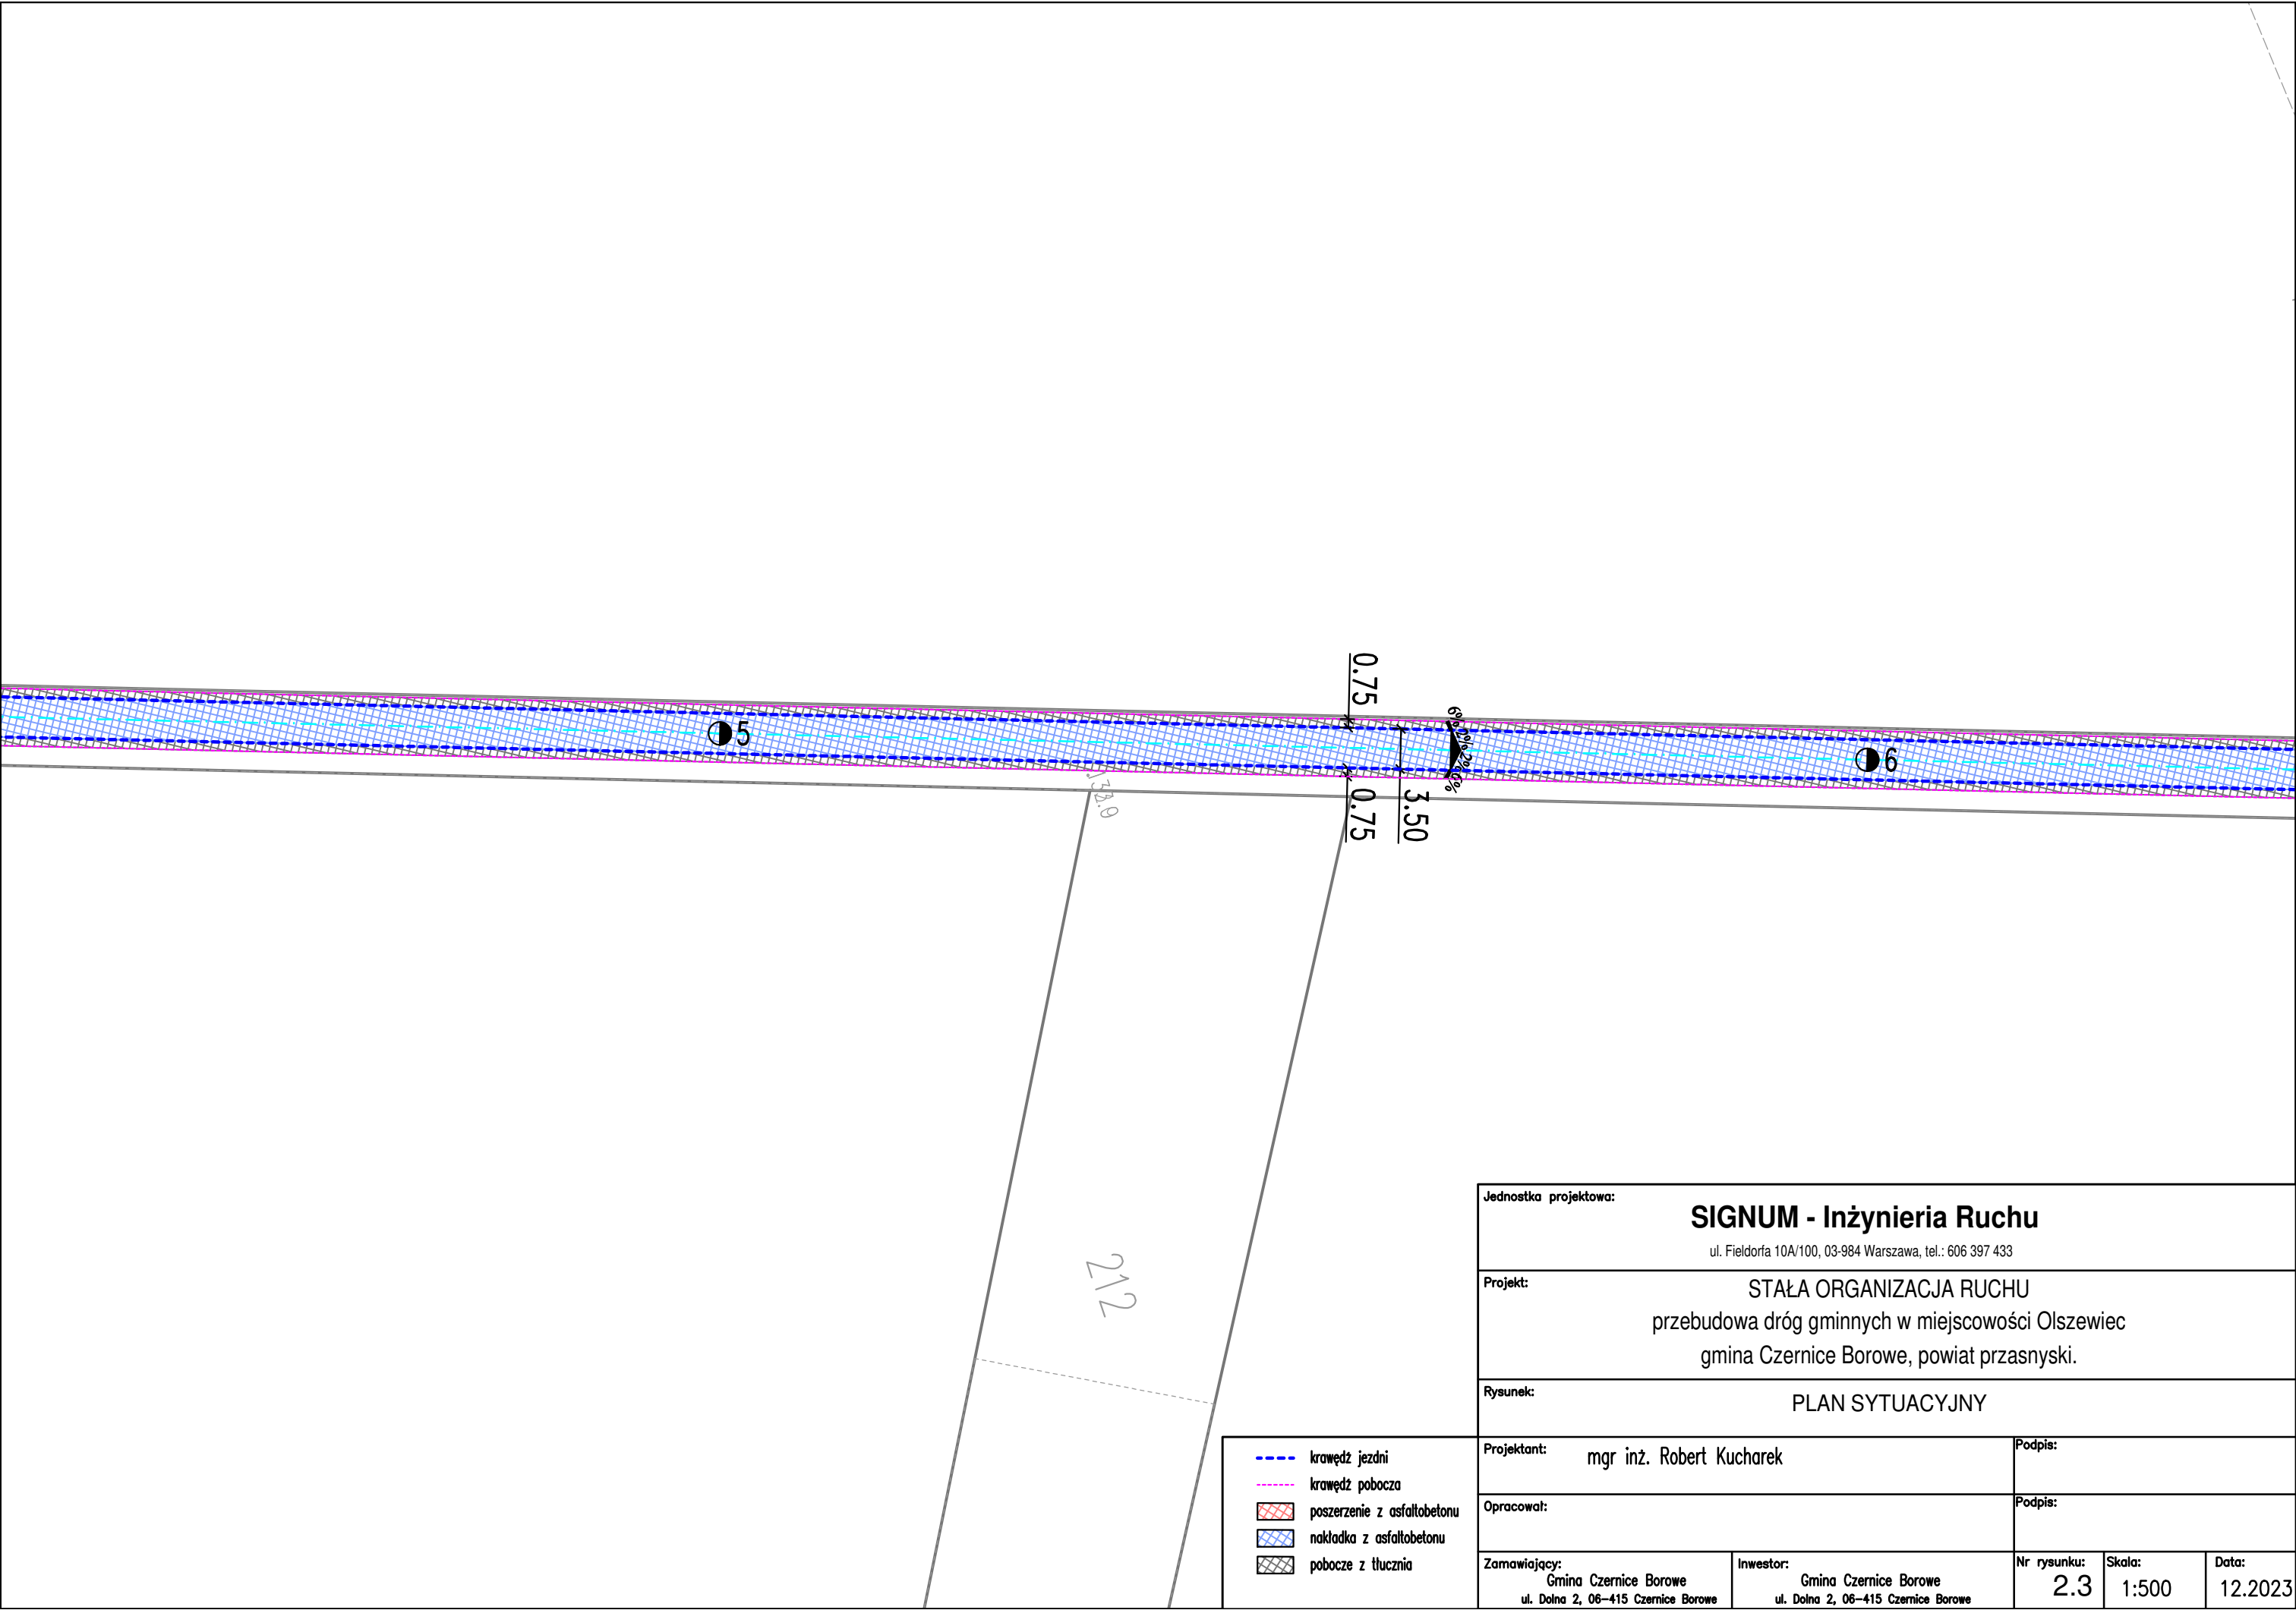 0.75
6% 2% 2% 6%
5
6
0.75
3.50
212
Jednostka projektowa:
SIGNUM - Inżynieria Ruchu
ul. Fieldorfa 10A/100, 03-984 Warszawa, tel.: 606 397 433
Projekt:
STAŁA ORGANIZACJA RUCHU
przebudowa dróg gminnych w miejscowości Olszewiec
gmina Czernice Borowe, powiat przasnyski.
Rysunek:
PLAN SYTUACYJNY
krawędź jezdni
krawędź pobocza
poszerzenie z asfaltobetonu
nakładka z asfaltobetonu
pobocze z tłucznia
Projektant: mgr inż. Robert Kucharek
Podpis:
Opracował:
Podpis:
Zamawiający:
Gmina Czernice Borowe
ul. Dolna 2, 06-415 Czernice Borowe
Inwestor:
Gmina Czernice Borowe
ul. Dolna 2, 06-415 Czernice Borowe
Nr rysunku:
2.3
Skala:
1:500
Data:
12.2023